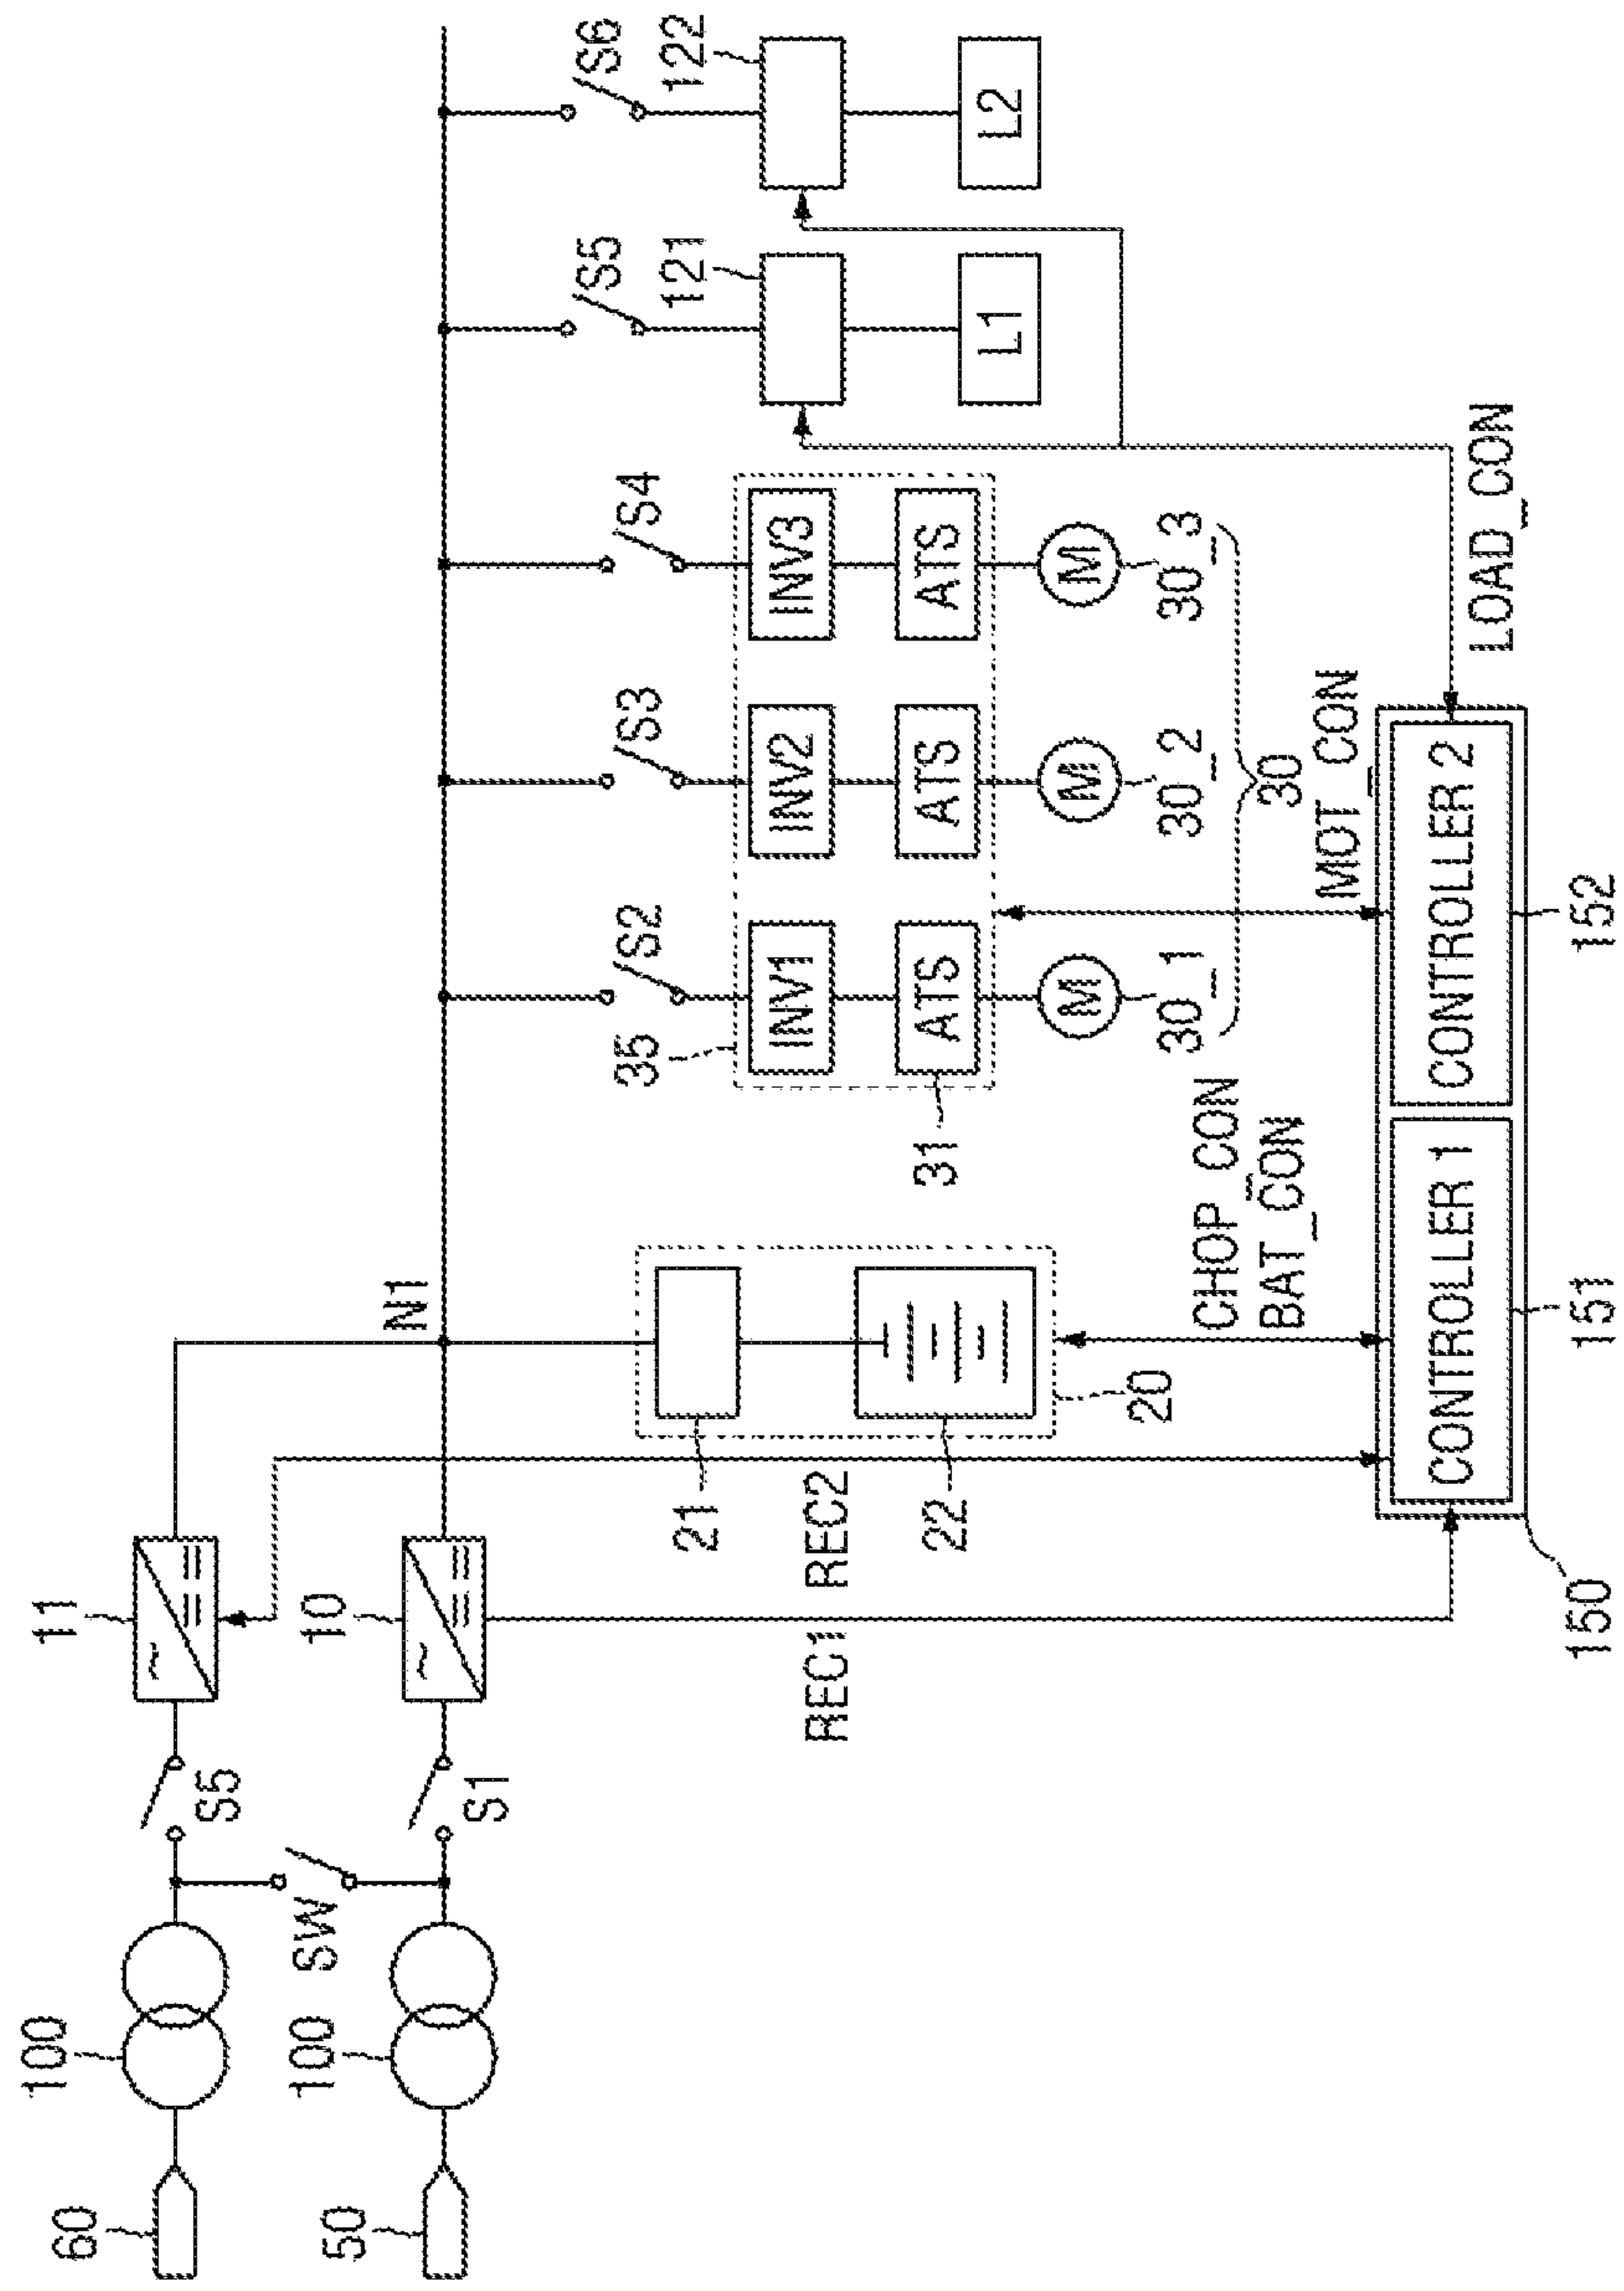 60
100
11
S5
SW
50
100
10
S1
N1
S2
S3
S4
/S5
/S6
35
121
122
INV1
INV2
INV3
21
REC2
REC1
22
20
31
ATS
ATS
ATS
L1
L2
M
M
M
30_1
30_2
30_3
30
CHOP_CON
BAT_CON
MOT_CON
LOAD_CON
CONTROLLER 1
CONTROLLER 2
150
151
152